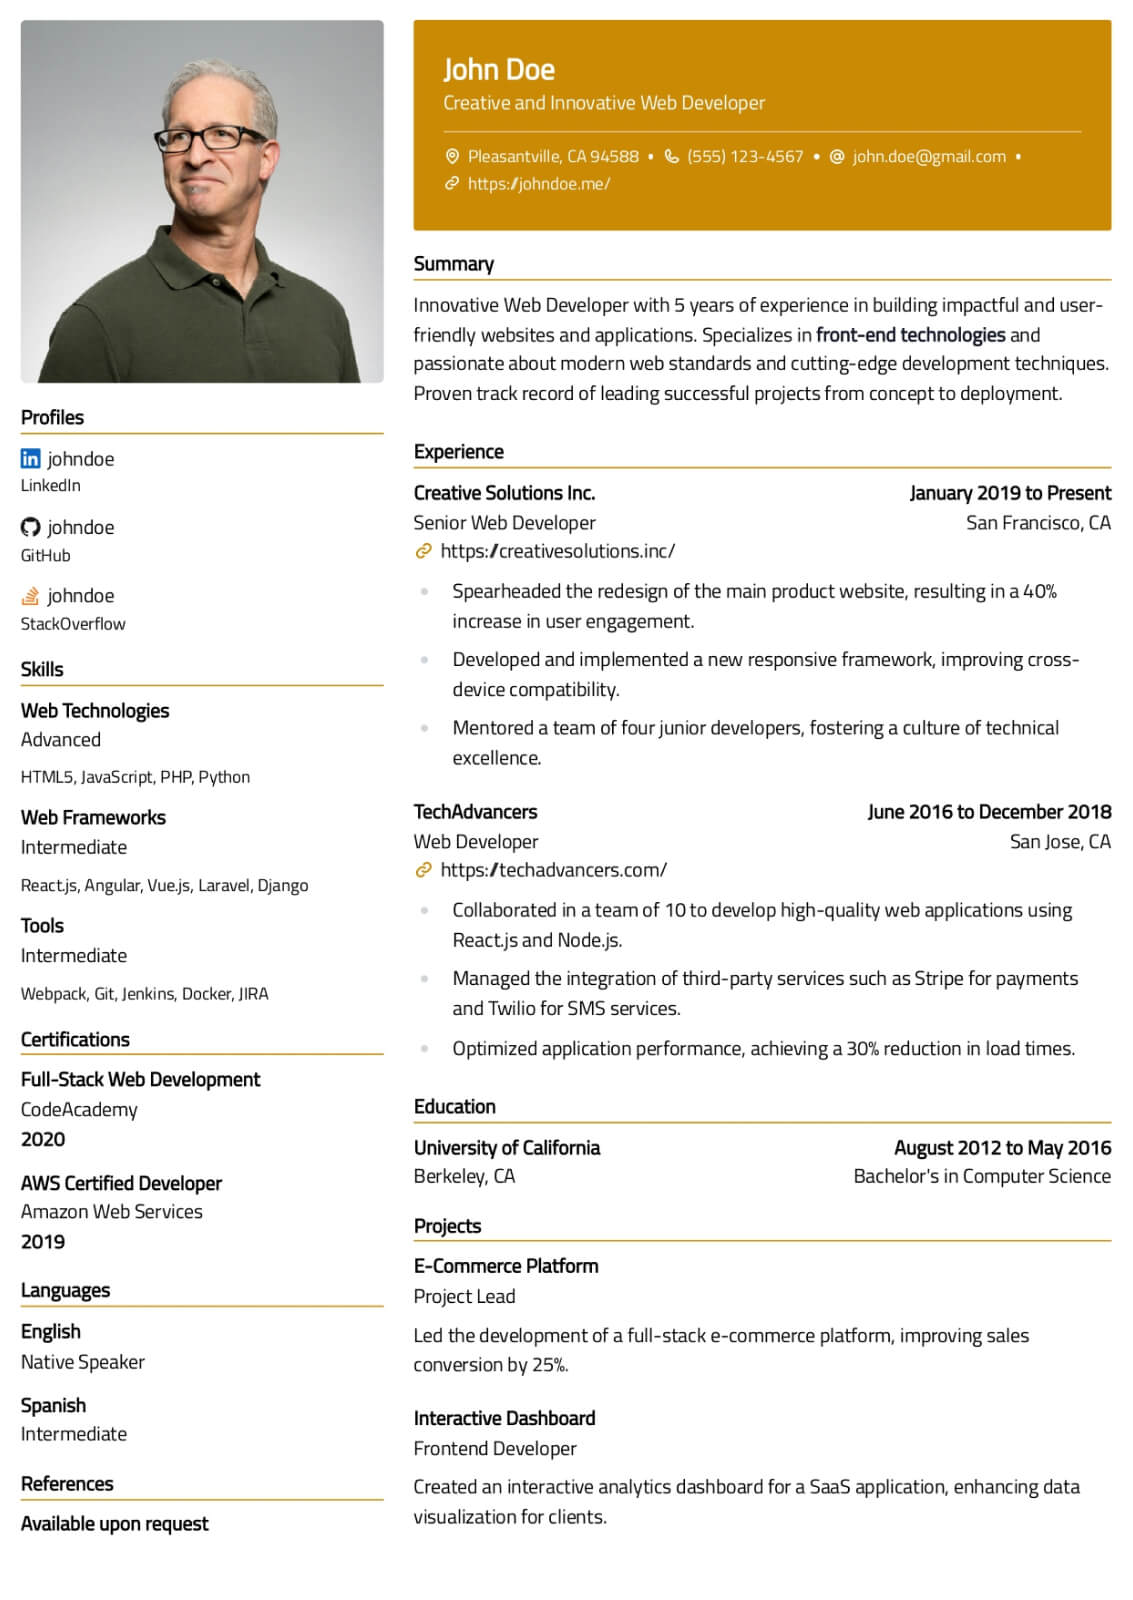 John Doe
Creative and Innovative Web Developer
Pleasantville, CA 94588 • (555) 123-4567 • john.doe@gmail.com •
https://johndoe.me/
Profiles
johndoe
LinkedIn
johndoe
GitHub
johndoe
StackOverflow
Skills
Web Technologies
Advanced
HTML5, JavaScript, PHP, Python
Web Frameworks
Intermediate
React.js, Angular, Vue.js, Laravel, Django
Tools
Intermediate
Webpack, Git, Jenkins, Docker, JIRA
Certifications
Full-Stack Web Development
CodeAcademy
2020
AWS Certified Developer
Amazon Web Services
2019
Languages
English
Native Speaker
Spanish
Intermediate
References
Available upon request
Summary
Innovative Web Developer with 5 years of experience in building impactful and user-
friendly websites and applications. Specializes in front-end technologies and
passionate about modern web standards and cutting-edge development techniques.
Proven track record of leading successful projects from concept to deployment.
Experience
Creative Solutions Inc. January 2019 to Present
Senior Web Developer San Francisco, CA
https://creativesolutions.inc/
• Spearheaded the redesign of the main product website, resulting in a 40%
increase in user engagement.
• Developed and implemented a new responsive framework, improving cross-
device compatibility.
• Mentored a team of four junior developers, fostering a culture of technical
excellence.
TechAdvancers June 2016 to December 2018
Web Developer San Jose, CA
https://techadvancers.com/
• Collaborated in a team of 10 to develop high-quality web applications using
React.js and Node.js.
• Managed the integration of third-party services such as Stripe for payments
and Twilio for SMS services.
• Optimized application performance, achieving a 30% reduction in load times.
Education
University of California August 2012 to May 2016
Berkeley, CA Bachelor's in Computer Science
Projects
E-Commerce Platform
Project Lead
Led the development of a full-stack e-commerce platform, improving sales
conversion by 25%.
Interactive Dashboard
Frontend Developer
Created an interactive analytics dashboard for a SaaS application, enhancing data
visualization for clients.